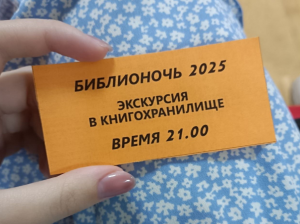 БИБЛИОНОЧЬ 2025
ЭКСКУРСИЯ
В КНИГОХРАНИЛИЩЕ
ВРЕМЯ 21.00